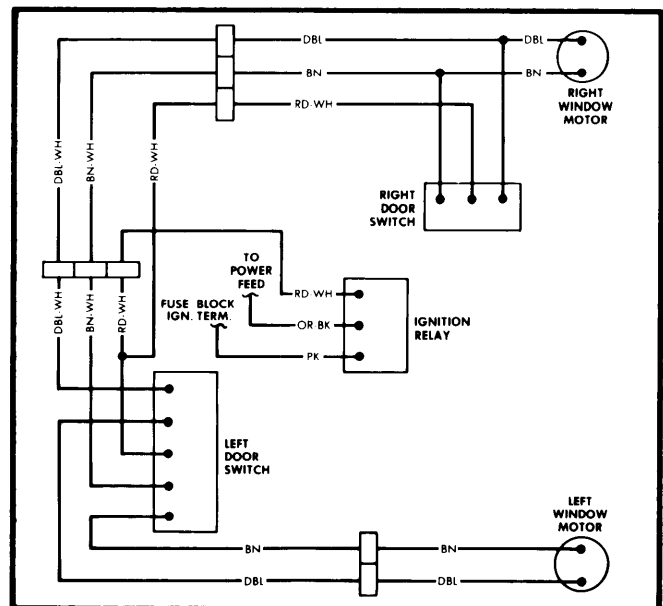 DBL
DBL
BN
BN
RD-WH
RIGHT
WINDOW
MOTOR
DBL-WH
BN-WH
RD-WH
RIGHT
DOOR
SWITCH
TO
POWER
FEED
FUSE BLOCK
IGN. TERM.
RD-WH
OR BK
PK
IGNITION
RELAY
DBL-WH
BN-WH
RD-WH
LEFT
DOOR
SWITCH
LEFT
WINDOW
MOTOR
BN
BN
DBL
DBL